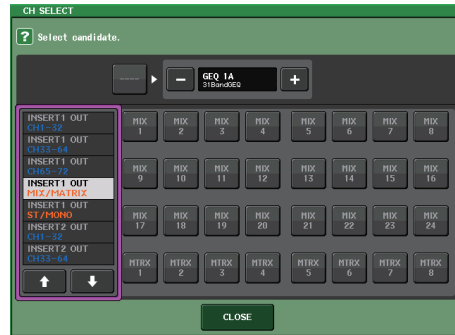 CH SELECT
? Select candidate.
----
− GEQ 1A +
31BandGEQ
INSERT1 OUT
CH1-32
INSERT1 OUT
CH33-64
INSERT1 OUT
CH65-72
INSERT1 OUT
MIX/MATRIX
INSERT1 OUT
ST/MONO
INSERT2 OUT
CH1-32
INSERT2 OUT
CH33-64
MIX 1 MIX 2 MIX 3 MIX 4 MIX 5 MIX 6 MIX 7 MIX 8
MIX 9 MIX 10 MIX 11 MIX 12 MIX 13 MIX 14 MIX 15 MIX 16
MIX 17 MIX 18 MIX 19 MIX 20 MIX 21 MIX 22 MIX 23 MIX 24
MTRX 1 MTRX 2 MTRX 3 MTRX 4 MTRX 5 MTRX 6 MTRX 7 MTRX 8
CLOSE